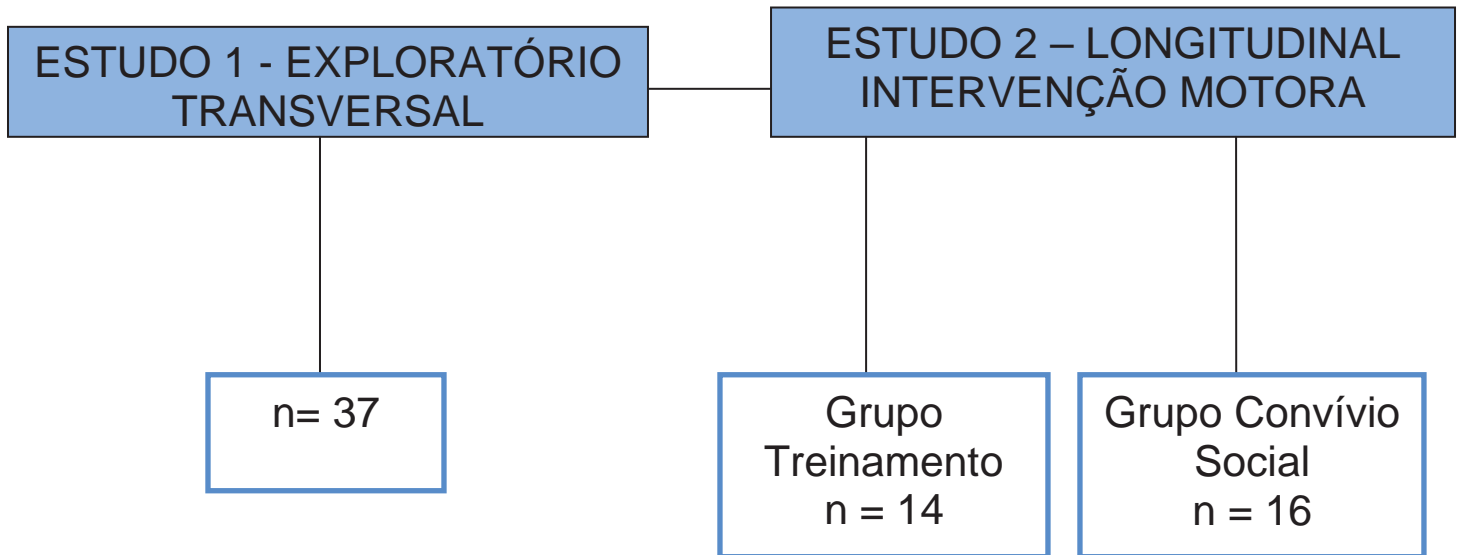 ESTUDO 1 - EXPLORATÓRIO
TRANSVERSAL
ESTUDO 2 – LONGITUDINAL
INTERVENÇÃO MOTORA
n= 37
Grupo
Treinamento
n = 14
Grupo Convívio
Social
n = 16